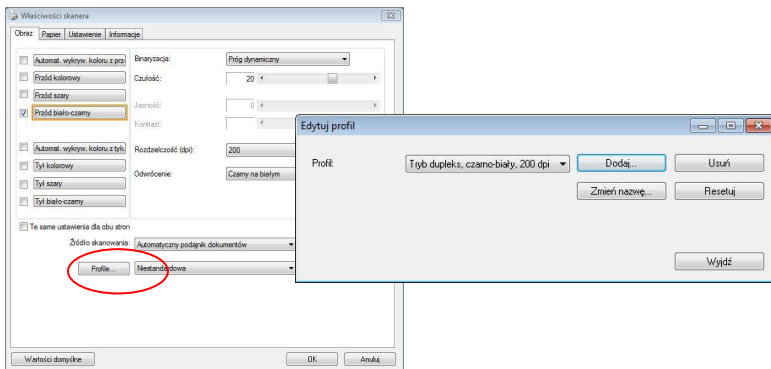 Właściwości skanera
Obraz Papier Ustawienie Informacje
Automat. wykryw. koloru z prze
Binaryzacja: Próg dynamiczny
Przód kolorowy
Czułość: 20
Przód szary
Jasność: 0
Przód biało-czarny
Kontrast:
Automat. wykryw. koloru z tyłu
Rozdzielczość (dpi): 200
Tył kolorowy
Odwrócenie: Czarny na białym
Tył szary
Tył biało-czarny
Te same ustawienia dla obu stron
Źródło skanowania: Automatyczny podajnik dokumentów
Profile... Niestandardowa
Wartości domyślne OK Anuluj
Edytuj profil
Profil: Tryb dupleks, czarno-biały, 200 dpi Dodaj... Usuń
Zmień nazwę... Resetuj
Wyjdź